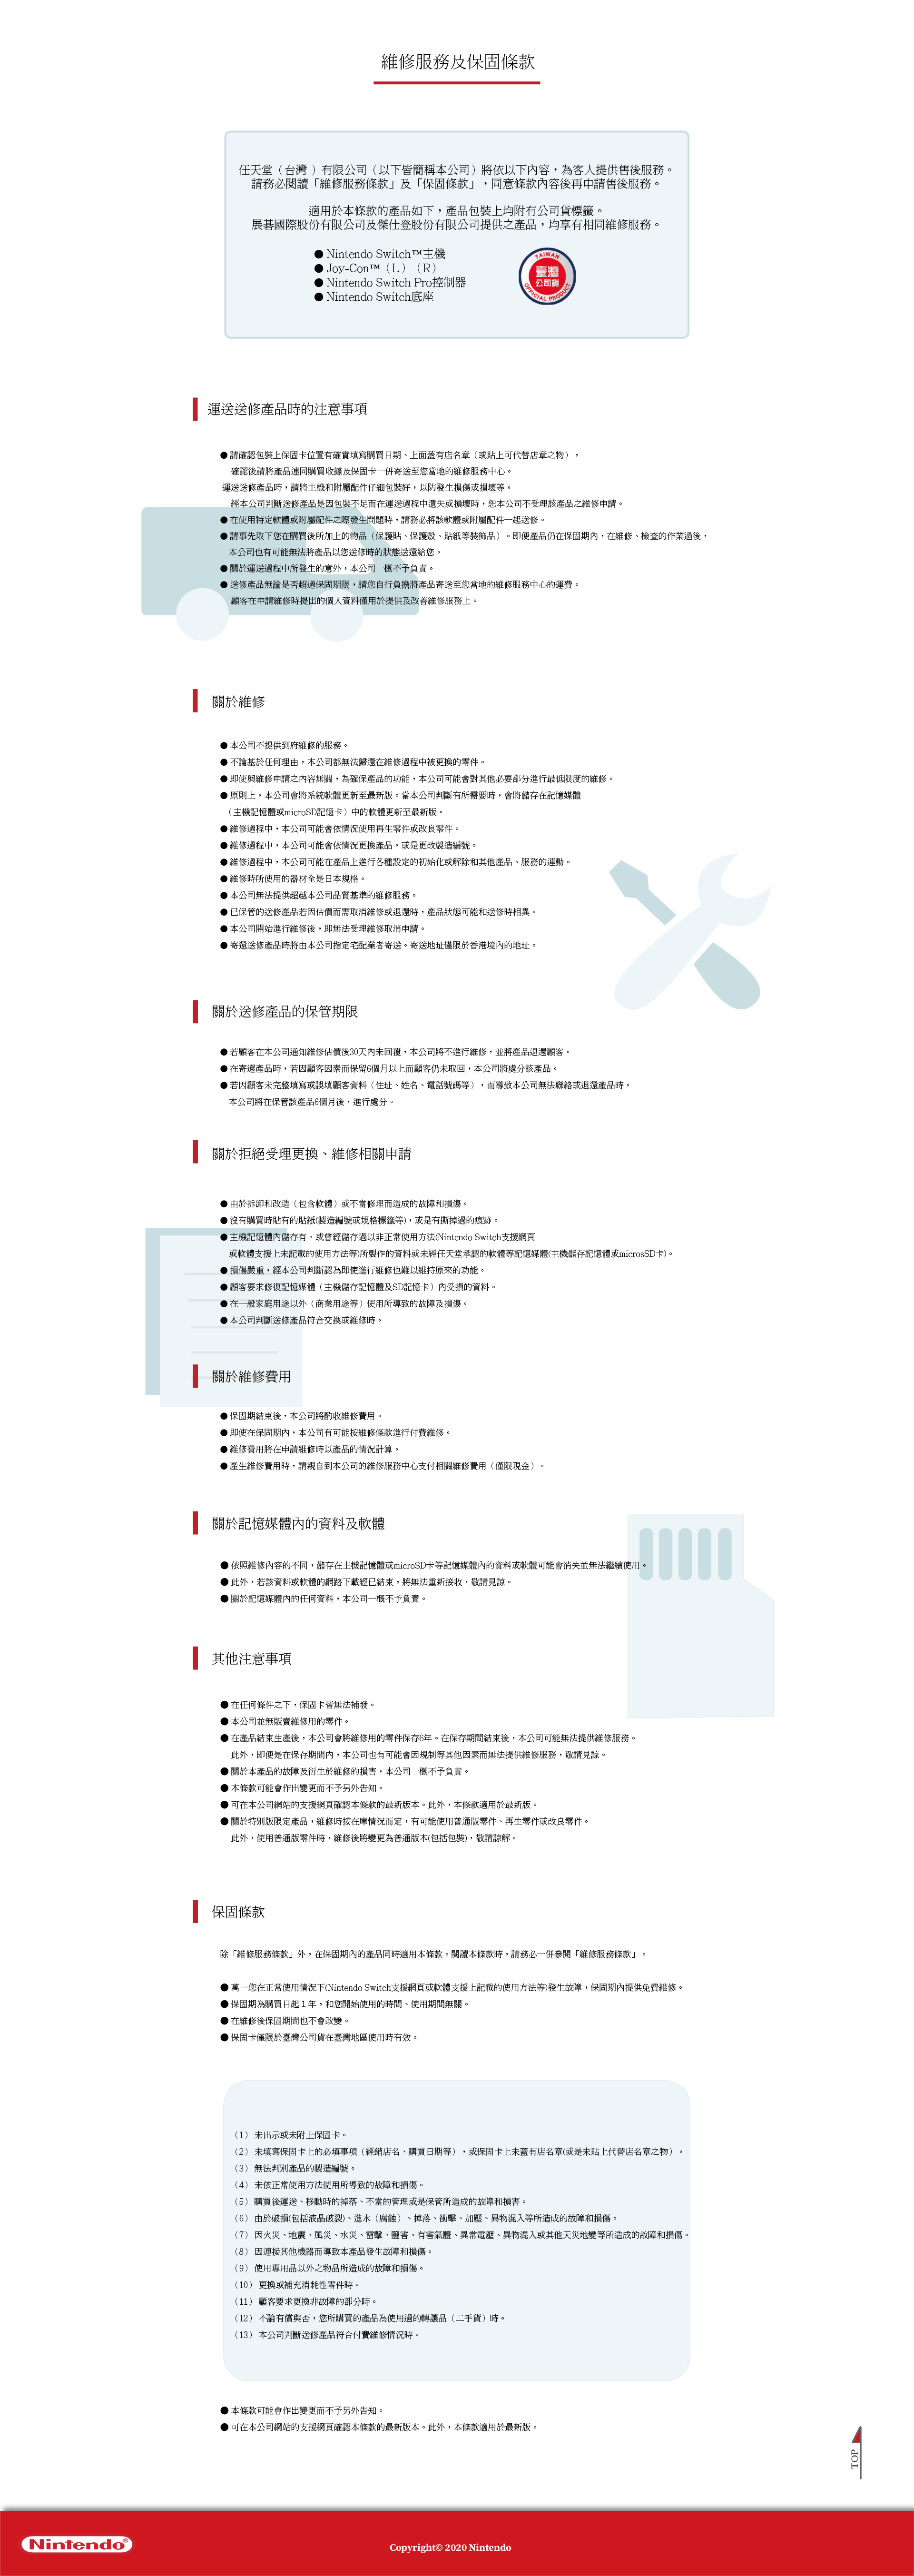 維修服務及保固條款
任天堂（台灣 ）有限公司（以下皆簡稱本公司）將依以下內容，為客人提供售後服務。
請務必閱讀「維修服務條款」及「保固條款」，同意條款內容後再申請售後服務。
適用於本條款的產品如下，產品包裝上均附有公司貨標籤。
展碁國際股份有限公司及傑仕登股份有限公司提供之產品，均享有相同維修服務。
● Nintendo Switch™主機
● Joy-Con™（L）（R）
● Nintendo Switch Pro控制器
● Nintendo Switch底座
TAIWAN
臺灣
公司貨
OFFICIAL PRODUCT
運送送修產品時的注意事項
● 請確認包裝上保固卡位置有確實填寫購買日期、上面蓋有店名章（或貼上可代替店章之物），
確認後請將產品連同購買收據及保固卡一併寄送至您當地的維修服務中心。
運送送修產品時，請將主機和附屬配件仔細包裝好，以防發生損傷或損壞等。
經本公司判斷送修產品是因包裝不足而在運送過程中遺失或損壞時，恕本公司不受理該產品之維修申請。
● 在使用特定軟體或附屬配件之際發生問題時，請務必將該軟體或附屬配件一起送修。
● 請事先取下您在購買後所加上的物品（保護貼、保護殼、貼紙等裝飾品）。即使產品仍在保固期內，在維修、檢查的作業過後，
本公司也有可能無法將產品以您送修時的狀態送還給您。
● 關於運送過程中所發生的意外，本公司一概不予負責。
● 送修產品無論是否超過保固期限，請您自行負擔將產品寄送至您當地的維修服務中心的運費。
顧客在申請維修時提出的個人資料僅用於提供及改善維修服務上。
關於維修
● 本公司不提供到府維修的服務。
● 不論基於任何理由，本公司都無法歸還在維修過程中被更換的零件。
● 即使與維修申請之內容無關，為確保產品的功能，本公司可能會對其他必要部分進行最低限度的維修。
● 原則上，本公司會將系統軟體更新至最新版。當本公司判斷有所需要時，會將儲存在記憶媒體
（主機記憶體或microSD記憶卡）中的軟體更新至最新版。
● 維修過程中，本公司可能會依情況使用再生零件或改良零件。
● 維修過程中，本公司可能會依情況更換產品，或是更改製造編號。
● 維修過程中，本公司可能在產品上進行各種設定的初始化或解除和其他產品、服務的連動。
● 維修時所使用的器材全是日本規格。
● 本公司無法提供超越本公司品質基準的維修服務。
● 已保管的送修產品若因估價而需取消維修或退還時，產品狀態可能和送修時相異。
● 本公司開始進行維修後，即無法受理維修取消申請。
● 寄還送修產品時將由本公司指定宅配業者寄送。寄送地址僅限於香港境內的地址。
關於送修產品的保管期限
● 若顧客在本公司通知維修估價後30天內未回覆，本公司將不進行維修，並將產品退還顧客。
● 在寄還產品時，若因顧客因素而保留6個月以上而顧客仍未取回，本公司將處分該產品。
● 若因顧客未完整填寫或誤填顧客資料（住址、姓名、電話號碼等），而導致本公司無法聯絡或退還產品時，
本公司將在保管該產品6個月後，進行處分。
關於拒絕受理更換、維修相關申請
● 由於拆卸和改造（包含軟體）或不當修理而造成的故障和損傷。
● 沒有購買時貼有的貼紙(製造編號或規格標籤等)，或是有撕掉過的痕跡。
● 主機記憶體內儲存有、或曾經儲存過以非正常使用方法(Nintendo Switch支援網頁
或軟體支援上未記載的使用方法等)所製作的資料或未經任天堂承認的軟體等記憶媒體(主機儲存記憶體或microsSD卡)。
● 損傷嚴重，經本公司判斷認為即使進行維修也難以維持原來的功能。
● 顧客要求修復記憶媒體（主機儲存記憶體及SD記憶卡）內受損的資料。
● 在一般家庭用途以外（商業用途等）使用所導致的故障及損傷。
● 本公司判斷送修產品符合交換或維修時。
關於維修費用
● 保固期結束後，本公司將酌收維修費用。
● 即使在保固期內，本公司有可能按維修條款進行付費維修。
● 維修費用將在申請維修時以產品的情況計算。
● 產生維修費用時，請親自到本公司的維修服務中心支付相關維修費用（僅限現金）。
關於記憶媒體內的資料及軟體
● 依照維修內容的不同，儲存在主機記憶體或microSD卡等記憶媒體內的資料或軟體可能會消失並無法繼續使用。
● 此外，若該資料或軟體的網路下載經已結束，將無法重新接收，敬請見諒。
● 關於記憶媒體內的任何資料，本公司一概不予負責。
其他注意事項
● 在任何條件之下，保固卡皆無法補發。
● 本公司並無販賣維修用的零件。
● 在產品結束生產後，本公司會將維修用的零件保存6年。在保存期間結束後，本公司可能無法提供維修服務。
此外，即便是在保存期間內，本公司也有可能會因規制等其他因素而無法提供維修服務，敬請見諒。
● 關於本產品的故障及衍生於維修的損害，本公司一概不予負責。
● 本條款可能會作出變更而不予另外告知。
● 可在本公司網站的支援網頁確認本條款的最新版本。此外，本條款適用於最新版。
● 關於特別版限定產品，維修時按在庫情況而定，有可能使用普通版零件、再生零件或改良零件。
此外，使用普通版零件時，維修後將變更為普通版本(包括包裝)，敬請諒解。
保固條款
除「維修服務條款」外，在保固期內的產品同時適用本條款。閱讀本條款時，請務必一併參閱「維修服務條款」。
● 萬一您在正常使用情況下(Nintendo Switch支援網頁或軟體支援上記載的使用方法等)發生故障，保固期內提供免費維修。
● 保固期為購買日起１年，和您開始使用的時間、使用期間無關。
● 在維修後保固期間也不會改變。
● 保固卡僅限於臺灣公司貨在臺灣地區使用時有效。
（1） 未出示或未附上保固卡。
（2） 未填寫保固卡上的必填事項（經銷店名、購買日期等），或保固卡上未蓋有店名章(或是未貼上代替店名章之物）。
（3） 無法判別產品的製造編號。
（4） 未依正常使用方法使用所導致的故障和損傷。
（5） 購買後運送、移動時的掉落、不當的管理或是保管所造成的故障和損害。
（6） 由於破損(包括液晶破裂)、進水（腐蝕）、掉落、衝擊、加壓、異物混入等所造成的故障和損傷。
（7） 因火災、地震、風災、水災、雷擊、鹽害、有害氣體、異常電壓、異物混入或其他天災地變等所造成的故障和損傷。
（8） 因連接其他機器而導致本產品發生故障和損傷。
（9） 使用專用品以外之物品所造成的故障和損傷。
（10） 更換或補充消耗性零件時。
（11） 顧客要求更換非故障的部分時。
（12） 不論有償與否，您所購買的產品為使用過的轉讓品（二手貨）時。
（13） 本公司判斷送修產品符合付費維修情況時。
● 本條款可能會作出變更而不予另外告知。
● 可在本公司網站的支援網頁確認本條款的最新版本。此外，本條款適用於最新版。
TOP
Nintendo®
Copyright© 2020 Nintendo